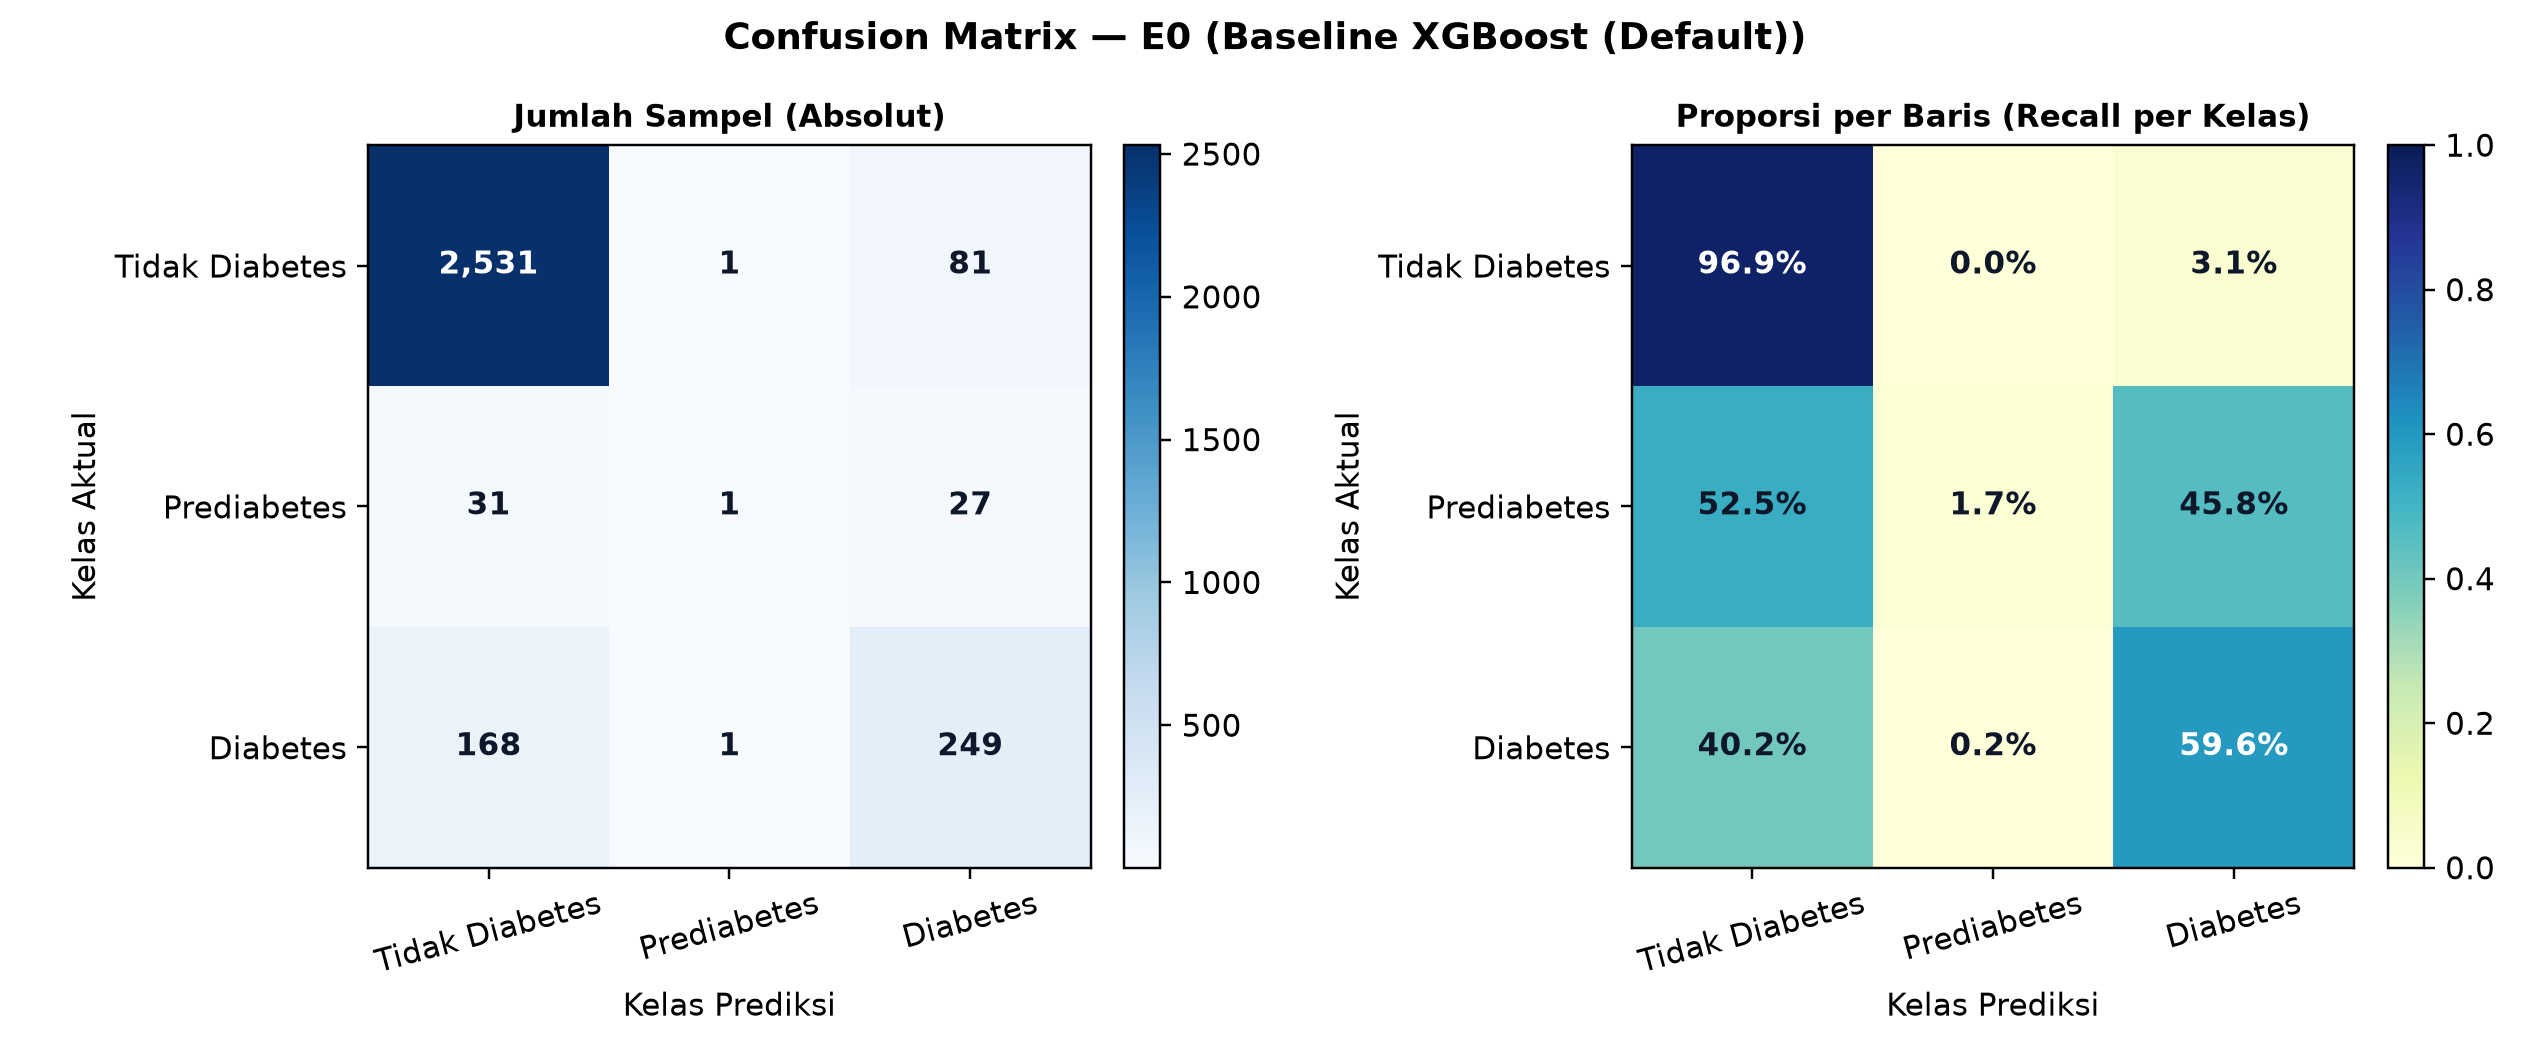 Confusion Matrix — E0 (Baseline XGBoost (Default))
Jumlah Sampel (Absolut)
Kelas Aktual
Tidak Diabetes
Prediabetes
Diabetes
2,531 1 81
31 1 27
168 1 249
Tidak Diabetes Prediabetes Diabetes
Kelas Prediksi
2500
2000
1500
1000
500
Proporsi per Baris (Recall per Kelas)
Kelas Aktual
Tidak Diabetes
Prediabetes
Diabetes
96.9% 0.0% 3.1%
52.5% 1.7% 45.8%
40.2% 0.2% 59.6%
Tidak Diabetes Prediabetes Diabetes
Kelas Prediksi
1.0
0.8
0.6
0.4
0.2
0.0